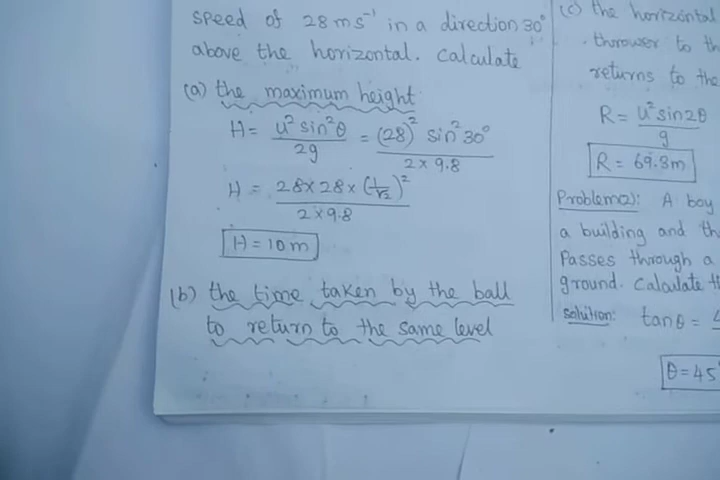 speed of 28 ms⁻¹ in a direction 30°
above the horizontal. Calculate
(a) the maximum height
H = u² sin²θ / 2g = (28)² sin² 30° / 2 × 9.8
H = 28 × 28 × (1/√2)² / 2 × 9.8
H = 10 m
(b) the time taken by the ball
to return to the same level
(c) the horizontal
thrower to
returns to the
R = u² sin2θ / g
R = 69.3m
Problem(2): A boy
a building and
Passes through a
ground. Calculate
solution: tanθ =
θ = 45°